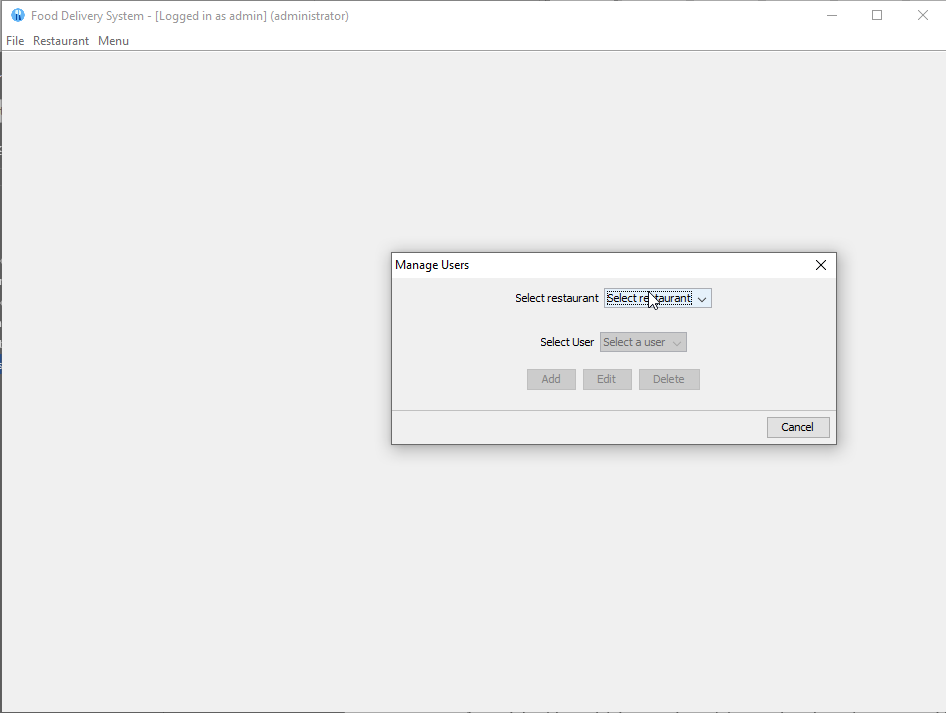 Food Delivery System - [Logged in as admin] (administrator)
File Restaurant Menu
Manage Users
Select restaurant Select restaurant
Select User Select a user
Add Edit Delete
Cancel